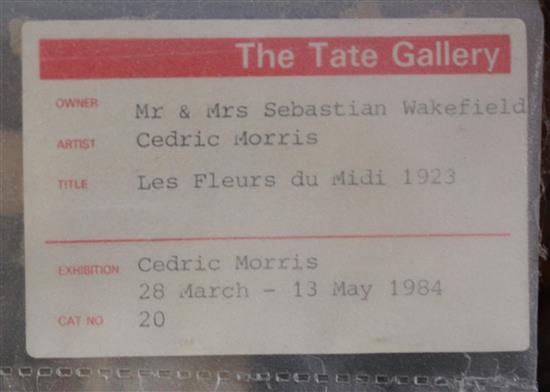 The Tate Gallery
OWNER Mr & Mrs Sebastian Wakefield
ARTIST Cedric Morris
TITLE Les Fleurs du Midi 1923
EXHIBITION Cedric Morris
28 March - 13 May 1984
CAT NO 20